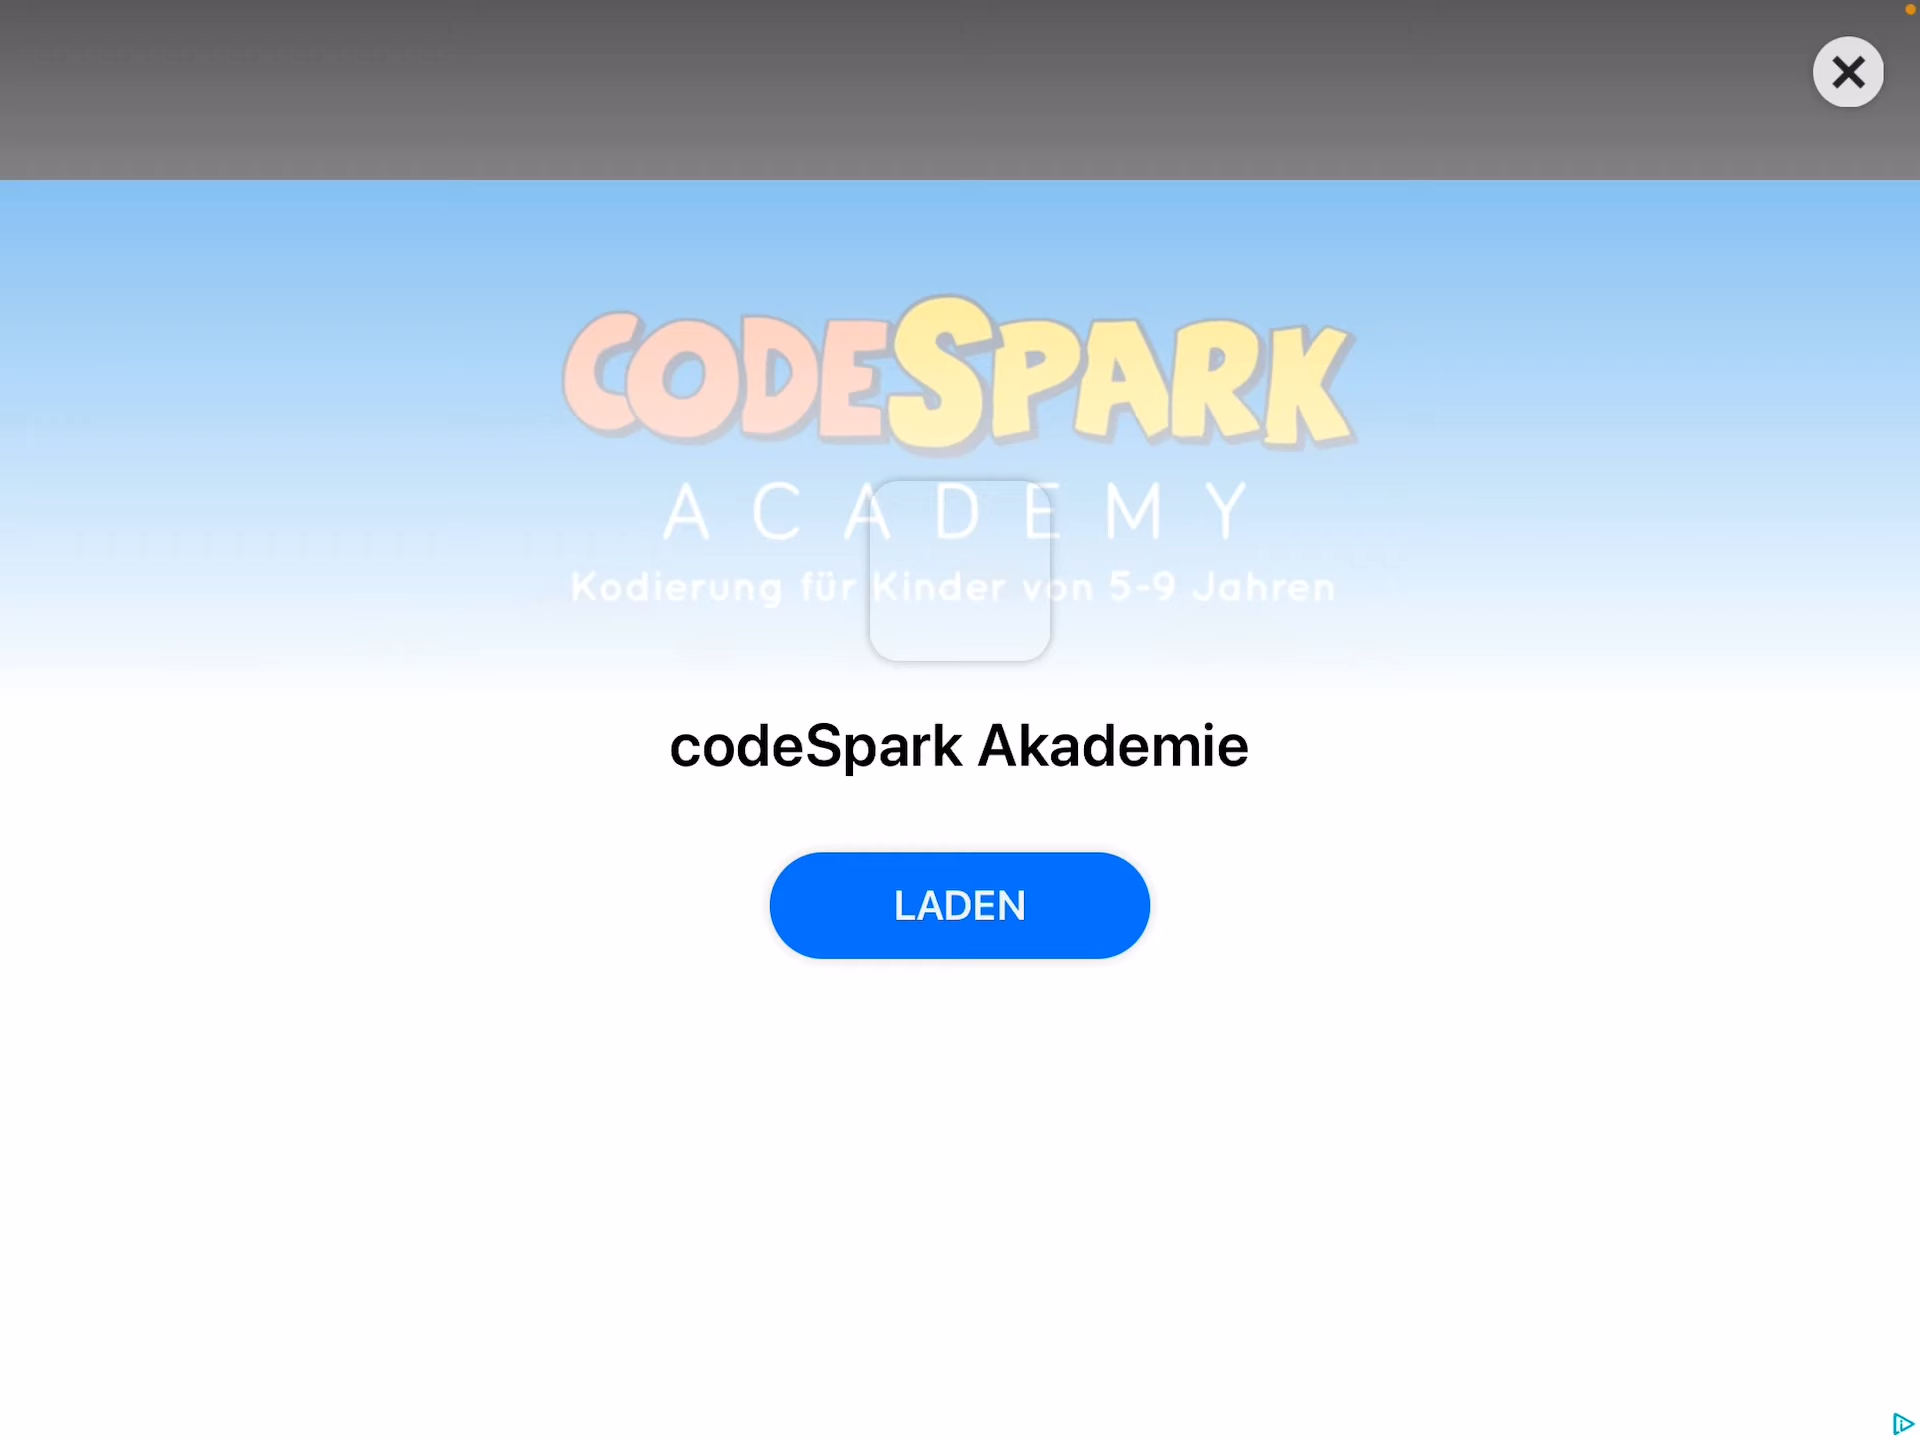 CODESPARK
ACADEMY
Kodierung für Kinder von 5-9 Jahren
codeSpark Akademie
LADEN